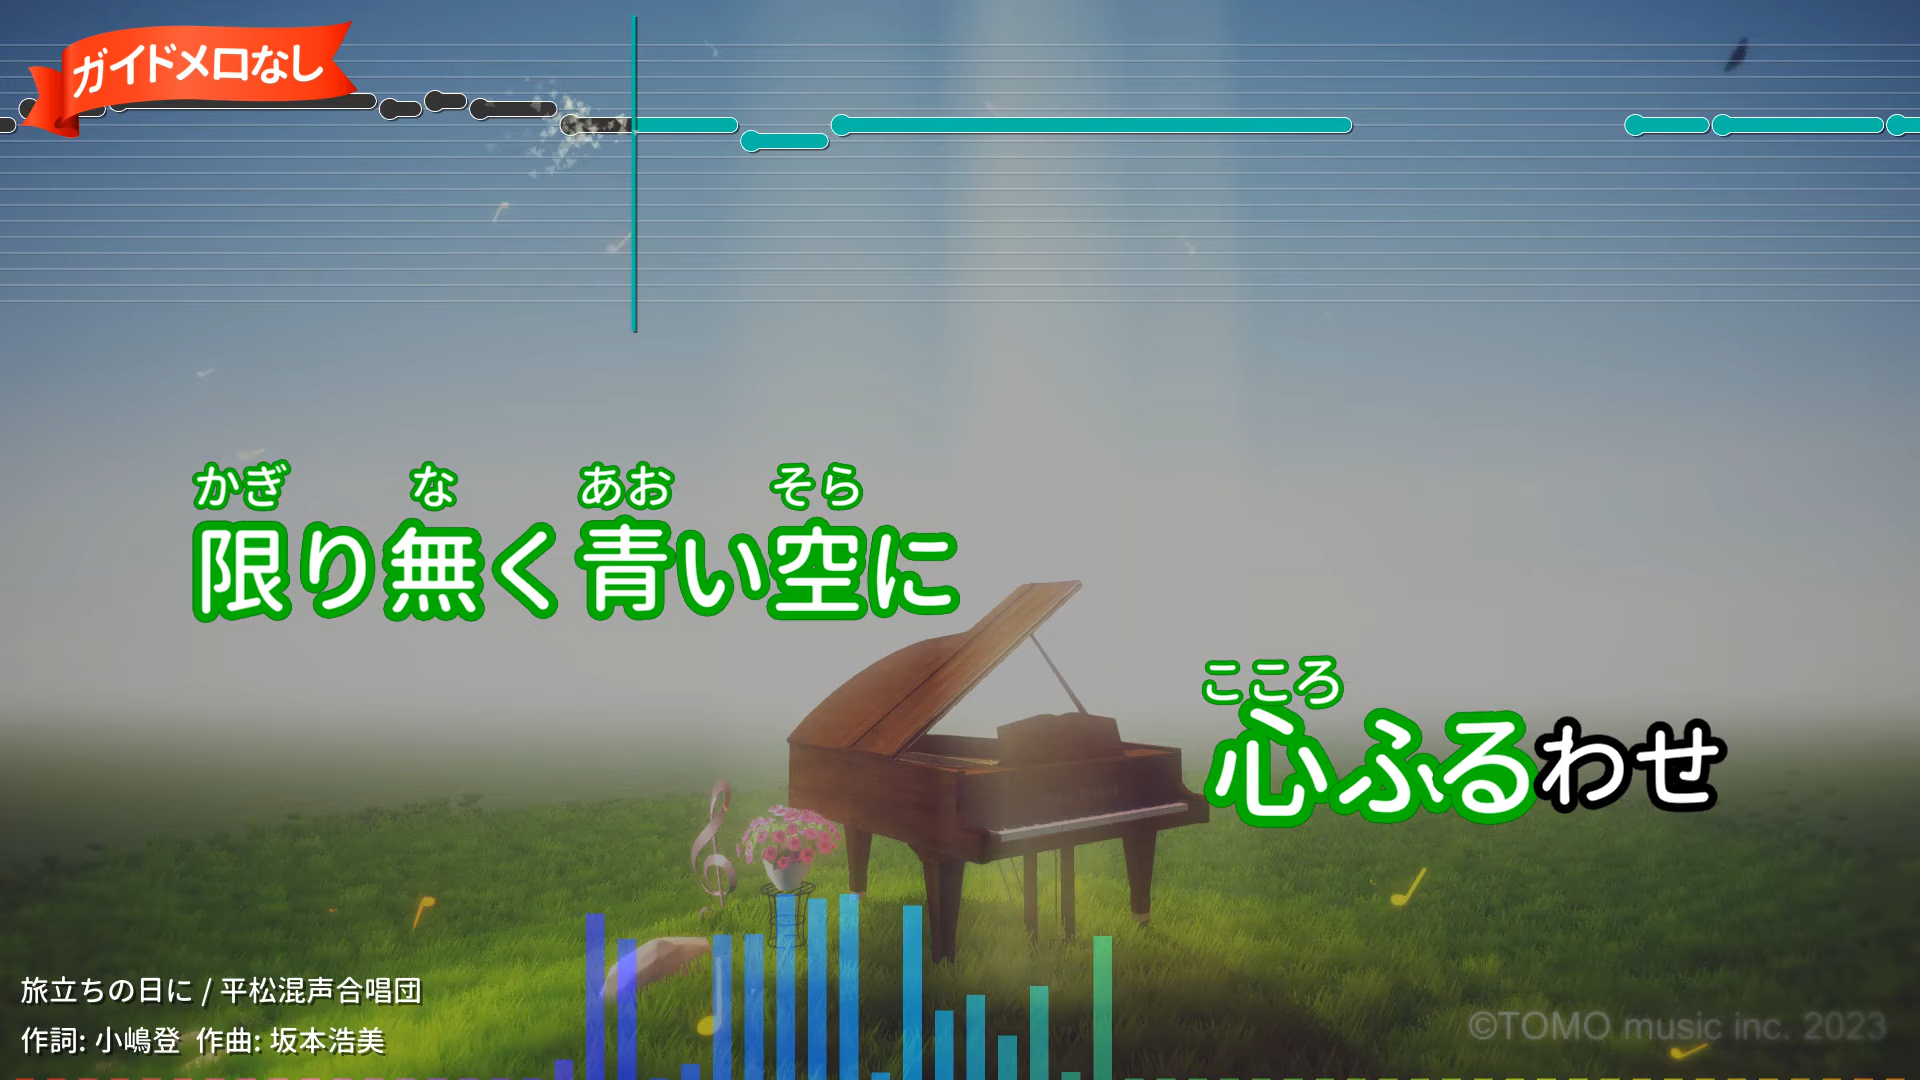 ガイドメロなし
かぎ な あお そら
限り無く青い空に
こころ
心ふるわせ
旅立ちの日に / 平松混声合唱団
作詞: 小嶋登 作曲: 坂本浩美
©TOMO music inc. 2023